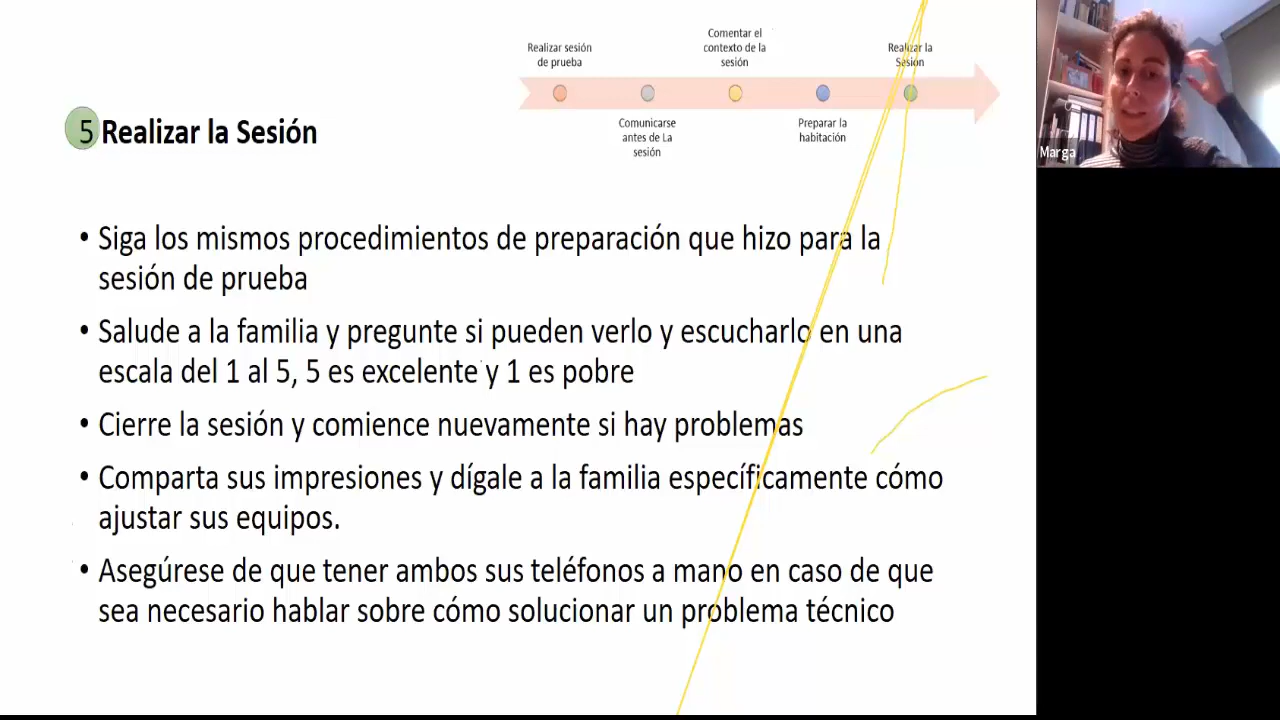 Realizar sesión
de prueba
Comentar el
contexto de la
sesión
Realizar la
Sesión
Comunicarse
antes de La
sesión
Preparar la
habitación
5 Realizar la Sesión
• Siga los mismos procedimientos de preparación que hizo para la
sesión de prueba
• Salude a la familia y pregunte si pueden verlo y escucharlo en una
escala del 1 al 5, 5 es excelente y 1 es pobre
• Cierre la sesión y comience nuevamente si hay problemas
• Comparta sus impresiones y dígale a la familia específicamente cómo
ajustar sus equipos.
• Asegúrese de que tener ambos sus teléfonos a mano en caso de que
sea necesario hablar sobre cómo solucionar un problema técnico
Marga